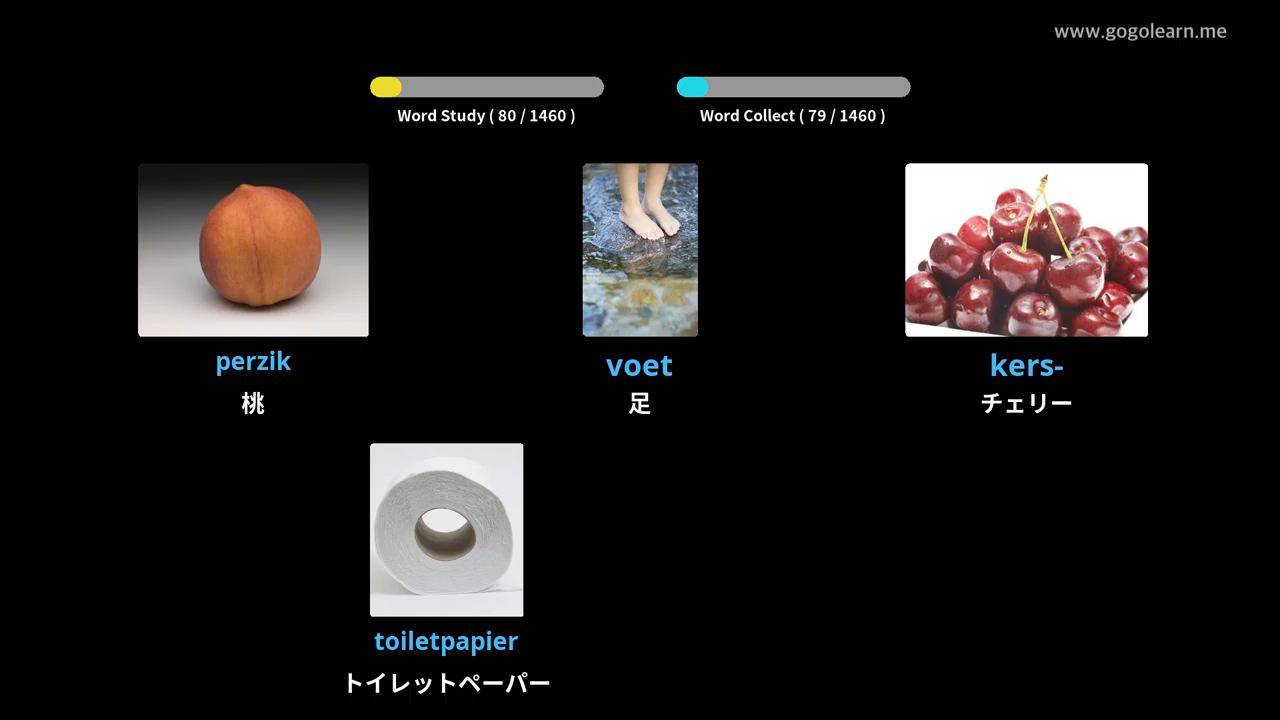 www.gogolearn.me
Word Study ( 80 / 1460 )
Word Collect ( 79 / 1460 )
perzik
桃
voet
足
kers-
チェリー
toiletpapier
トイレットペーパー